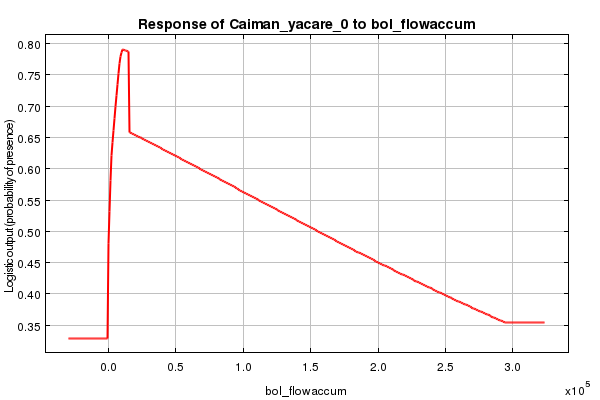 Response of Caiman_yacare_0 to bol_flowaccum
Logistic output (probability of presence)
0.80
0.75
0.70
0.65
0.60
0.55
0.50
0.45
0.40
0.35
0.0 0.5 1.0 1.5 2.0 2.5 3.0
bol_flowaccum
x10⁵